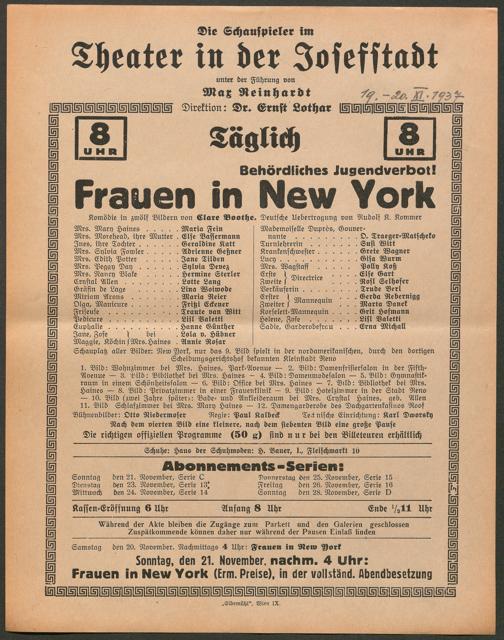 Die Schauspieler im
Theater in der Josefstadt
unter der Führung von
Max Reinhardt
Direktion: Dr. Ernst Lothar
19. - 20. XI. 1937
8 UHR
Täglich
8 UHR
Behördliches Jugendverbot!
Frauen in New York
Komödie in zwölf Bildern von Clare Boothe. Deutsche Uebertragung von Rudolf K. Kommer
Mrs. Mary Haines . . . . . Maria Fein
Mrs. Morehead, ihre Mutter . Else Bassermann
Ines, ihre Tochter . . . . . Geraldine Katt
Mrs. Sylvia Fowler . . . . . Adrienne Geßner
Mrs. Edith Potter . . . . . Jane Tilden
Mrs. Peggy Day . . . . . Sylvia Devez
Mrs. Nancy Blake . . . . . Hermine Sterler
Crystal Allen . . . . . Lotte Lang
Gräfin de Lage . . . . . Lina Woiwode
Miriam Arons . . . . . Maria Reier
Olga, Manicure . . . . . Fritzi Eckener
Friseuse . . . . . Traute van Witt
Pedicure . . . . . Lisl Valetti
Euphalie . . . . . Hanne Günther
Jane, Zofe } bei . . . . . Lola v. Hübner
Maggie, Köchin } Mrs. Haines . Annie Rosar
Mademoiselle Duprès, Gouver-
nante . . . . . O. Draeger-Matscheko
Turnlehrerin . . . . . Susi Witt
Krankenschwester . . . . . Grete Wagner
Lucy . . . . . Gisa Wurm
Mrs. Wagstaff . . . . . Polly Koß
Erste } Directrice . . . . . Else Gart
Zweite } . . . . . Rosl Selhofer
Verkäuferin . . . . . Trude Berl
Erster } Mannequin . . . . . Gerda Redernigg
Zweiter } . . . . . Marta Danek
Korselett-Mannequin . . . . . Grit Hofmann
Helene, Zofe . . . . . Lisl Valetti
Sadie, Garderobefrau . . . . . Erna Michall
Schauplatz aller Bilder: New York, nur das 9. Bild spielt in der nordamerikanischen, durch den dortigen
Scheidungsgerichtshof bekannten Kleinstadt Reno
1. Bild: Wohnzimmer bei Mrs. Haines, Park-Avenue — 2. Bild: Damenfrisiersalon in der Fifth-
Avenue — 3. Bild: Bibliothek bei Mrs. Haines — 4. Bild: Damenmodesalon — 5. Bild: Gymnastik-
raum in einem Schönheitssalon — 6. Bild: Office bei Mrs. Haines — 7. Bild: Bibliothek bei Mrs.
Haines — 8. Bild: Privatzimmer in einer Frauenklinik — 9. Bild: Hotelzimmer in der Stadt Reno
— 10. Bild (zwei Jahre später): Bade- und Ankleideraum bei Mrs. Crystal Haines, geb. Allen
11. Bild Schlafzimmer bei Mrs. Mary Haines — 12. Damengarderobe des Dachgartenkasinos Roof
Bühnenbilder: Otto Niedermoser Regie: Paul Kalbeck Technische Einrichtung: Karl Dworsky
Nach dem vierten Bild eine kleinere, nach dem siebenten Bild eine große Pause
Die richtigen offiziellen Programme (50 g) sind nur bei den Billeteuren erhältlich
Schuhe: Haus der Schuhmoden: H. Bauer, I., Fleischmarkt 10
Abonnements-Serien:
Sonntag den 21. November, Serie C
Dienstag den 23. November, Serie 13
Mittwoch den 24. November, Serie 14
Donnerstag den 25. November, Serie 15
Freitag den 26. November, Serie 16
Sonntag den 28. November, Serie D
Kassen-Eröffnung 6 Uhr Anfang 8 Uhr Ende ½11 Uhr
Während der Akte bleiben die Zugänge zum Parkett und den Galerien geschlossen
Zuspätkommende können daher nur während der Pausen Einlaß finden
Samstag den 20. November, Nachmittags 4 Uhr: Frauen in New York
Sonntag, den 21. November, nachm. 4 Uhr:
Frauen in New York (Erm. Preise), in der vollständ. Abendbesetzung
„Elbemühl", Wien IX.